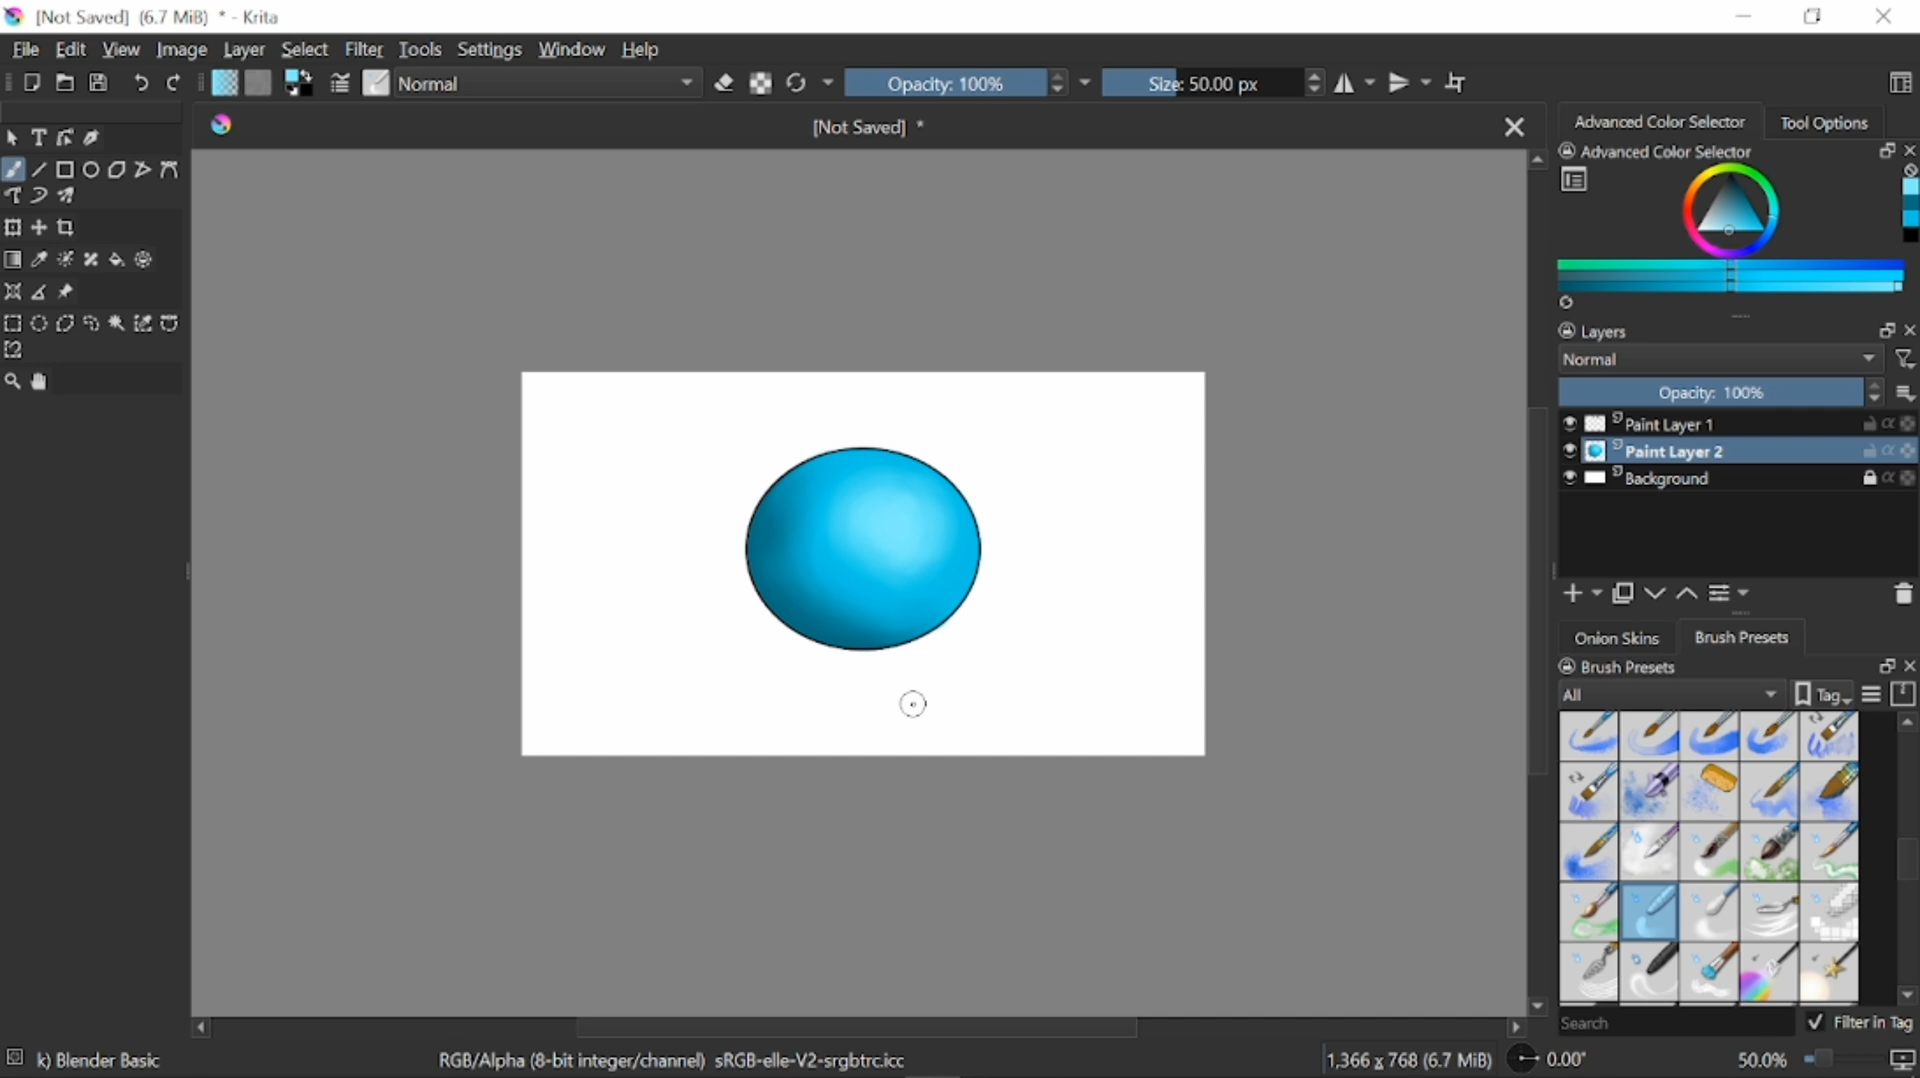 [Not Saved] (6.7 MiB) * - Krita
File Edit View Image Layer Select Filter Tools Settings Window Help
Normal
Opacity: 100%
Size: 50.00 px
[Not Saved] *
Advanced Color Selector
Tool Options
Advanced Color Selector
Layers
Normal
Opacity: 100%
Paint Layer 1
Paint Layer 2
Background
Onion Skins
Brush Presets
Brush Presets
All
Tag
Search
Filter in Tag
k) Blender Basic
RGB/Alpha (8-bit integer/channel) sRGB-elle-V2-srgbtrc.icc
1,366 x 768 (6.7 MiB)
0.00°
50.0%